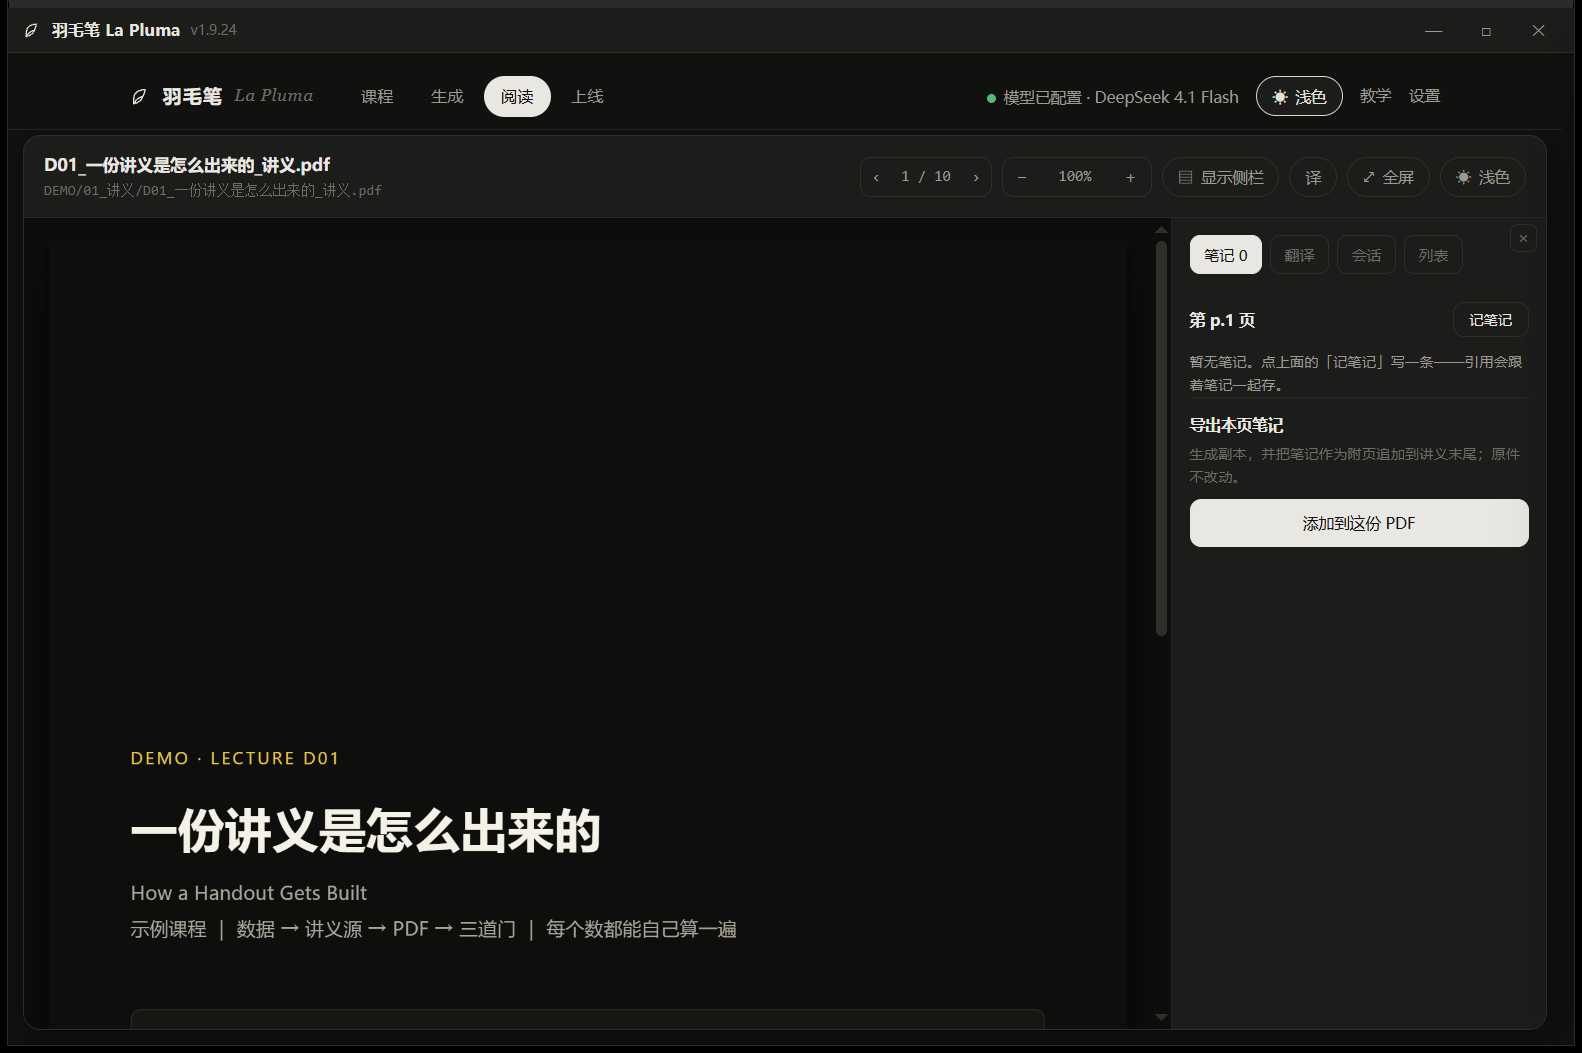 羽毛笔 La Pluma v1.9.24
羽毛笔 La Pluma 课程 生成 阅读 上线 模型已配置 · DeepSeek 4.1 Flash 浅色 教学 设置
D01_一份讲义是怎么出来的_讲义.pdf
DEMO/01_讲义/D01_一份讲义是怎么出来的_讲义.pdf
‹ 1 / 10 › − 100% + 显示侧栏 译 全屏 浅色
笔记 0 翻译 会话 列表 ×
第 p.1 页 记笔记
暂无笔记。点上面的「记笔记」写一条——引用会跟
着笔记一起存。
导出本页笔记
生成副本，并把笔记作为附页追加到讲义末尾；原件
不改动。
添加到这份 PDF
DEMO · LECTURE D01
一份讲义是怎么出来的
How a Handout Gets Built
示例课程 | 数据 → 讲义源 → PDF → 三道门 | 每个数都能自己算一遍